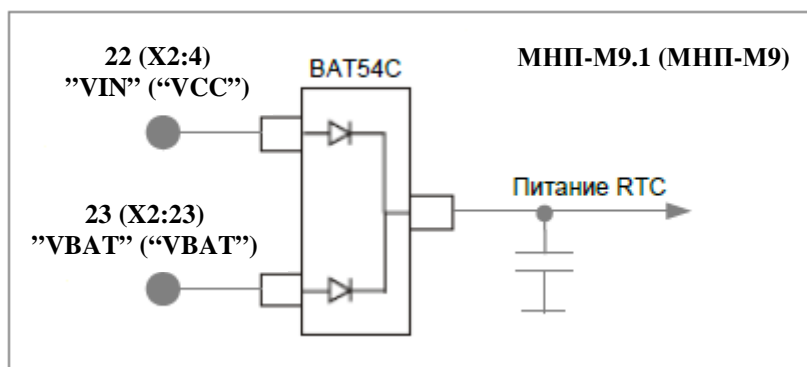 22 (X2:4)
”VIN” (“VCC”)
BAT54C
МНП-М9.1 (МНП-М9)
Питание RTC
23 (X2:23)
”VBAT” (“VBAT”)